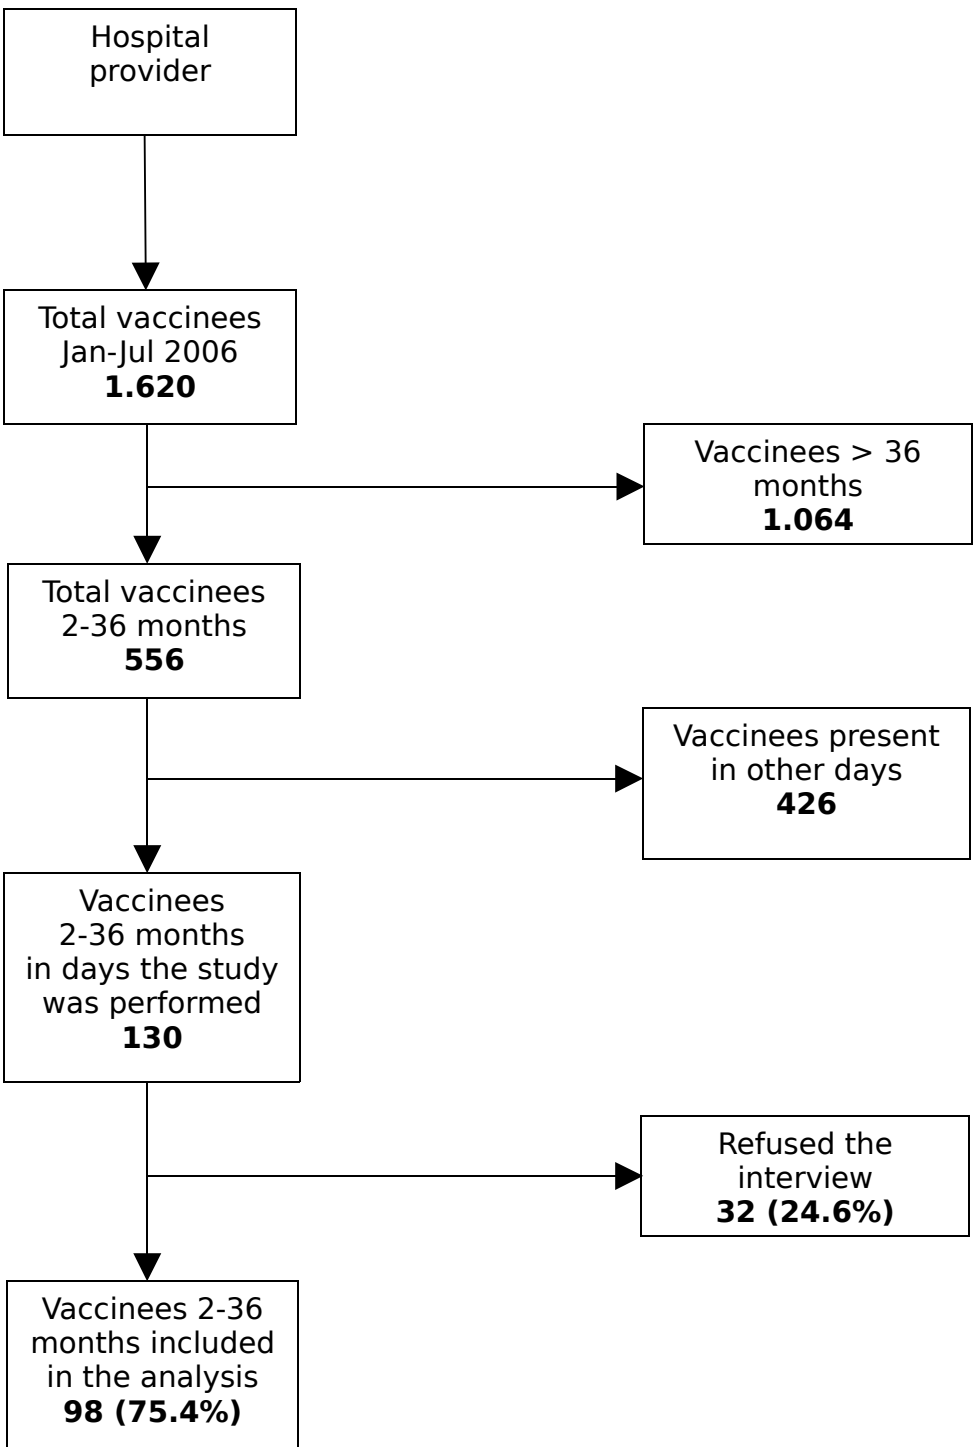 Hospital
provider
Total vaccinees
Jan-Jul 2006
1.620
Vaccinees > 36
months
1.064
Total vaccinees
2-36 months
556
Vaccinees present
in other days
426
Vaccinees
2-36 months
in days the study
was performed
130
Refused the
interview
32 (24.6%)
Vaccinees 2-36
months included
in the analysis
98 (75.4%)